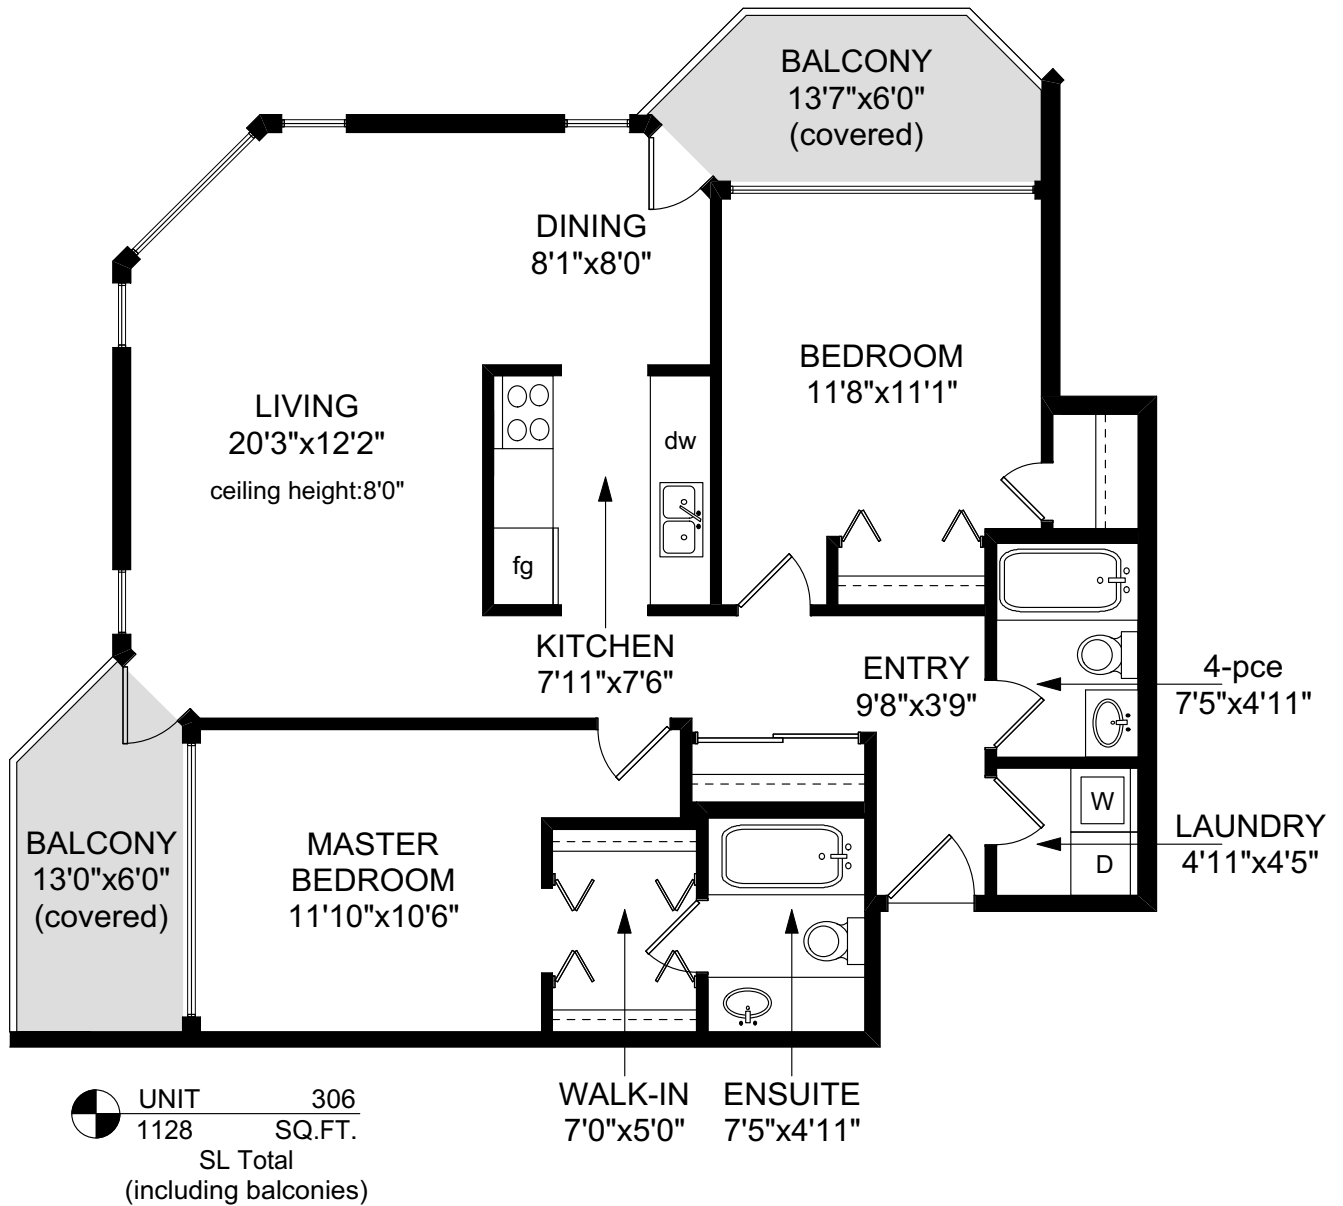 BALCONY
13'7"x6'0"
(covered)
DINING
8'1"x8'0"
BEDROOM
11'8"x11'1"
LIVING
20'3"x12'2"
ceiling height:8'0"
dw
fg
KITCHEN
7'11"x7'6"
ENTRY
9'8"x3'9"
4-pce
7'5"x4'11"
W
D
LAUNDRY
4'11"x4'5"
BALCONY
13'0"x6'0"
(covered)
MASTER
BEDROOM
11'10"x10'6"
WALK-IN
7'0"x5'0"
ENSUITE
7'5"x4'11"
UNIT 306
1128 SQ.FT.
SL Total
(including balconies)